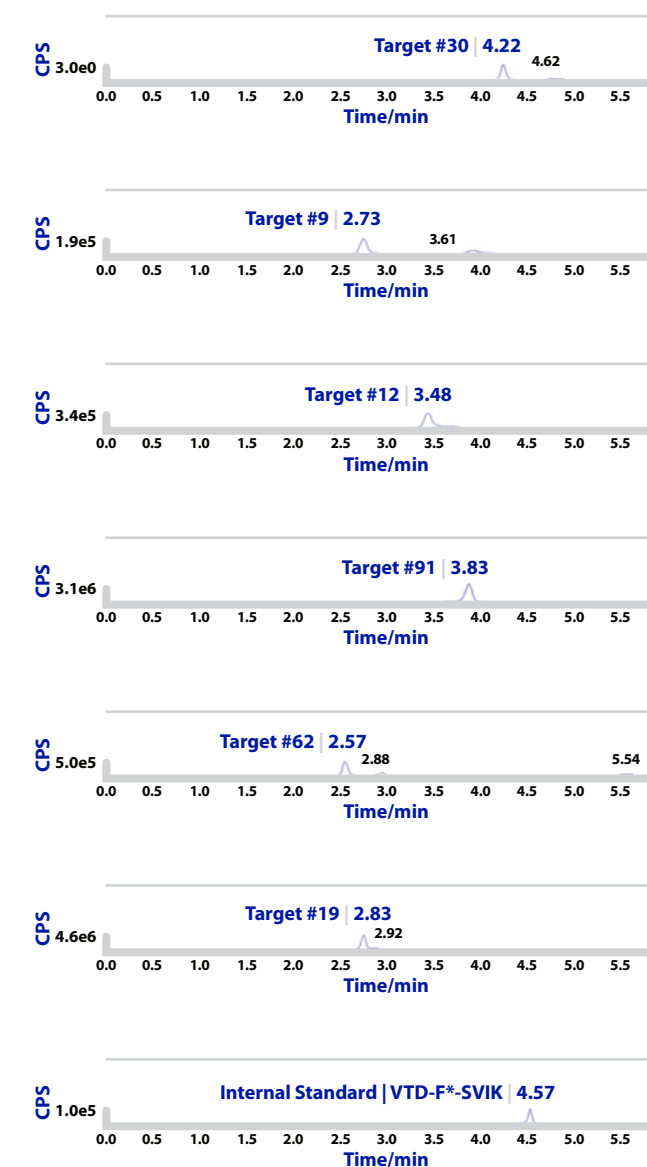 Target #30 | 4.22
4.62
CPS
3.0e0
0.0 0.5 1.0 1.5 2.0 2.5 3.0 3.5 4.0 4.5 5.0 5.5
Time/min
Target #9 | 2.73
3.61
CPS
1.9e5
0.0 0.5 1.0 1.5 2.0 2.5 3.0 3.5 4.0 4.5 5.0 5.5
Time/min
Target #12 | 3.48
CPS
3.4e5
0.0 0.5 1.0 1.5 2.0 2.5 3.0 3.5 4.0 4.5 5.0 5.5
Time/min
Target #91 | 3.83
CPS
3.1e6
0.0 0.5 1.0 1.5 2.0 2.5 3.0 3.5 4.0 4.5 5.0 5.5
Time/min
Target #62 | 2.57
2.88 5.54
CPS
5.0e5
0.0 0.5 1.0 1.5 2.0 2.5 3.0 3.5 4.0 4.5 5.0 5.5
Time/min
Target #19 | 2.83
2.92
CPS
4.6e6
0.0 0.5 1.0 1.5 2.0 2.5 3.0 3.5 4.0 4.5 5.0 5.5
Time/min
Internal Standard | VTD-F*-SVIK | 4.57
CPS
1.0e5
0.0 0.5 1.0 1.5 2.0 2.5 3.0 3.5 4.0 4.5 5.0 5.5
Time/min